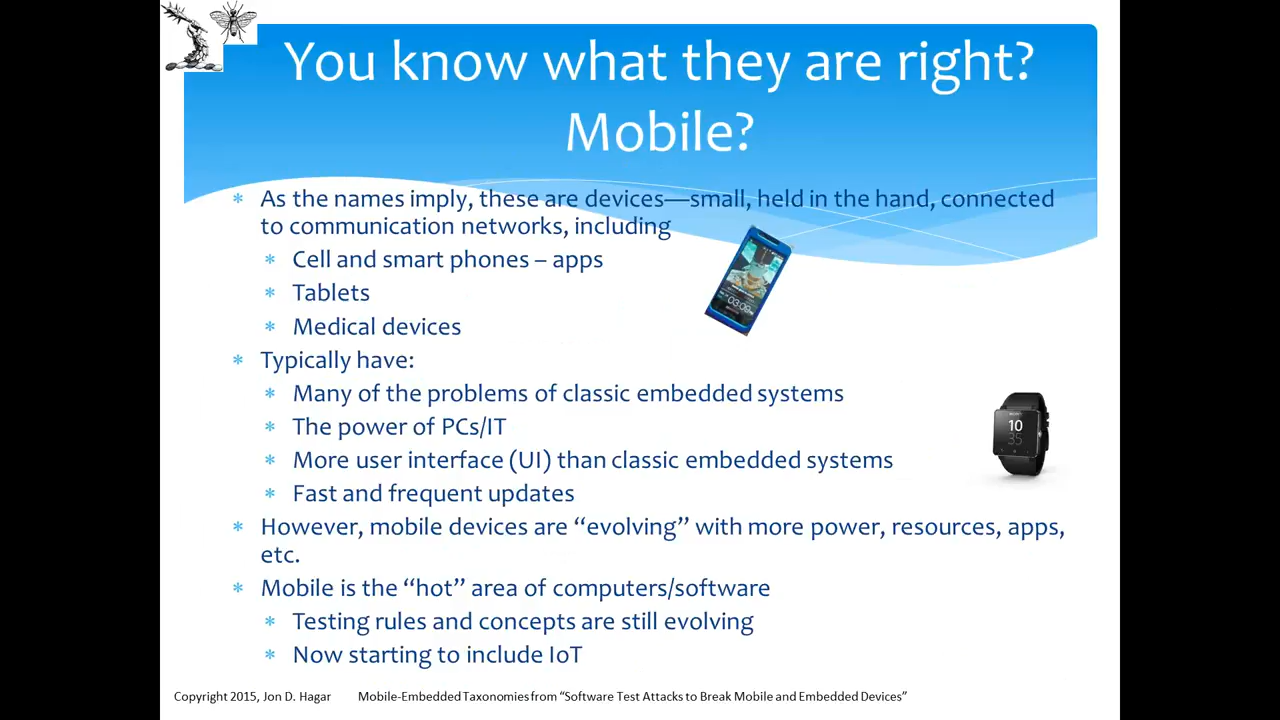 You know what they are right?
Mobile?
* As the names imply, these are devices—small, held in the hand, connected
to communication networks, including
* Cell and smart phones – apps
* Tablets
* Medical devices
* Typically have:
* Many of the problems of classic embedded systems
* The power of PCs/IT
* More user interface (UI) than classic embedded systems
* Fast and frequent updates
* However, mobile devices are “evolving” with more power, resources, apps,
etc.
* Mobile is the “hot” area of computers/software
* Testing rules and concepts are still evolving
* Now starting to include IoT
03:09
10
35
Copyright 2015, Jon D. Hagar Mobile-Embedded Taxonomies from “Software Test Attacks to Break Mobile and Embedded Devices”